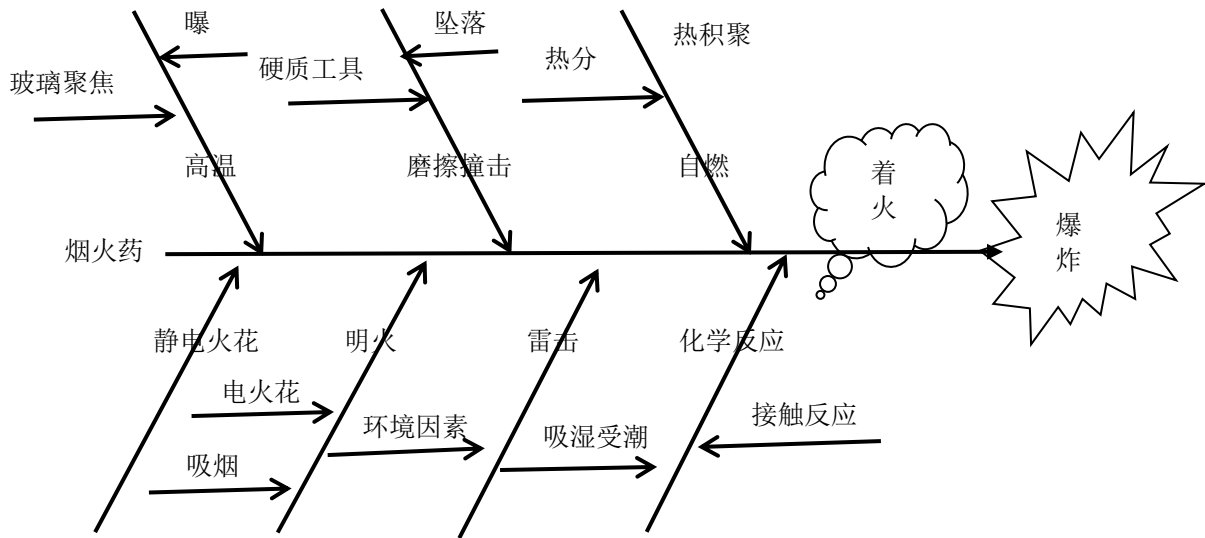 曝
坠落
热积聚
玻璃聚焦
硬质工具
热分
高温
磨擦撞击
自燃
着
火
烟火药
爆
炸
静电火花
明火
雷击
化学反应
电火花
环境因素
吸湿受潮
接触反应
吸烟